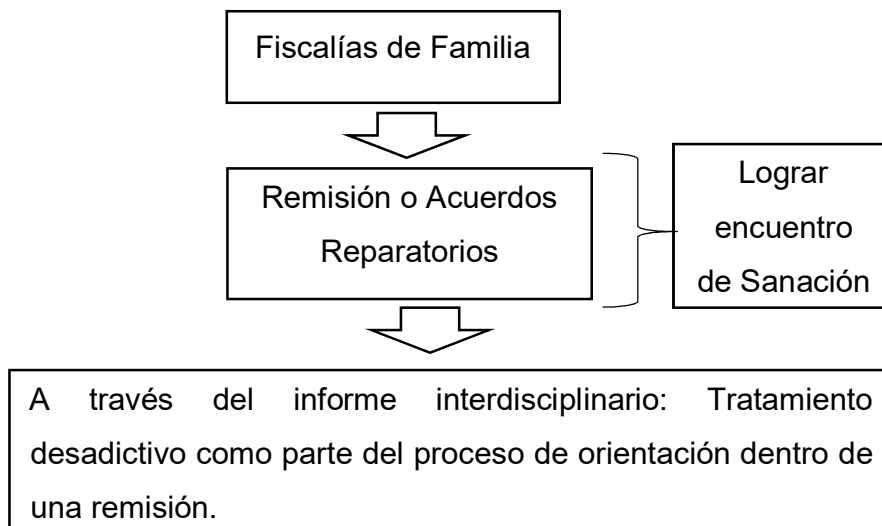 Fiscalías de Familia
Remisión o Acuerdos
Reparatorios
Lograr
encuentro
de Sanación
A través del informe interdisciplinario: Tratamiento
desadictivo como parte del proceso de orientación dentro de
una remisión.